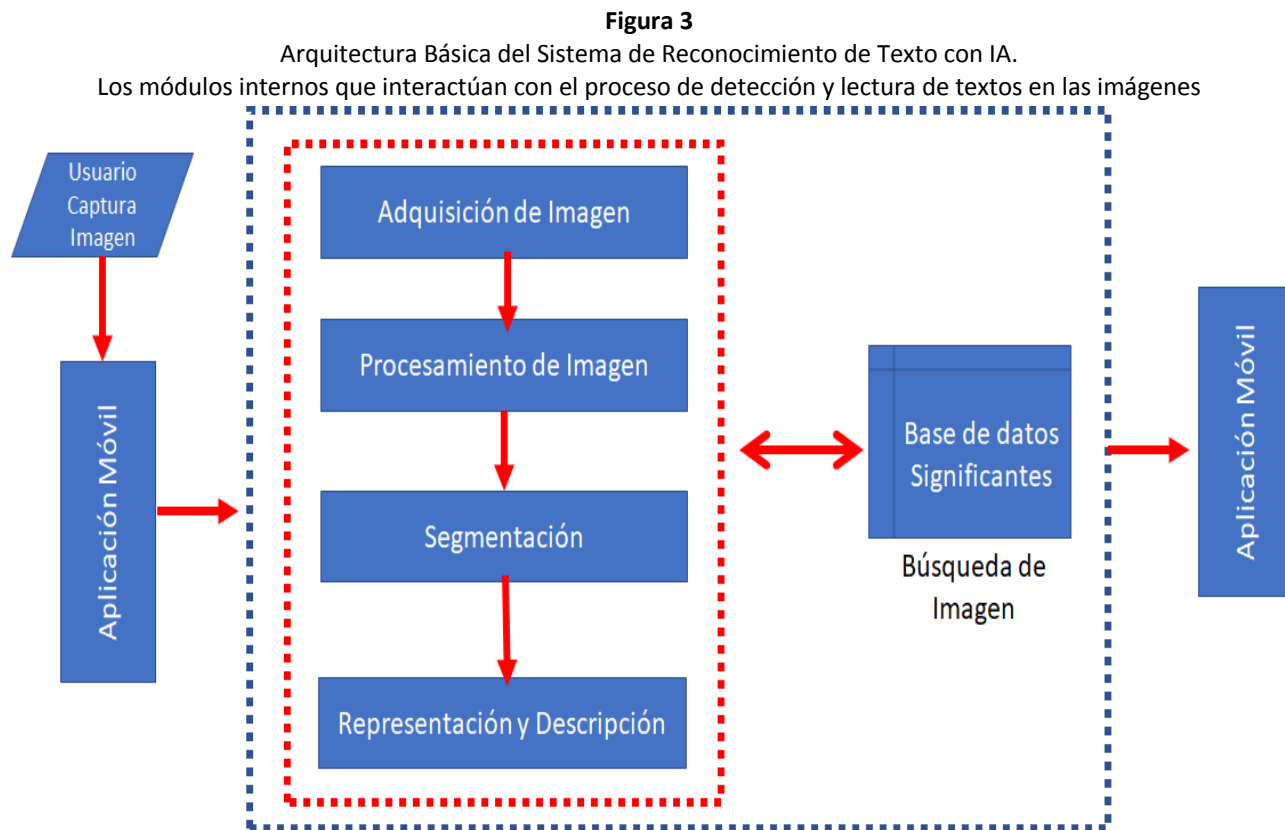 Figura 3
Arquitectura Básica del Sistema de Reconocimiento de Texto con IA.
Los módulos internos que interactúan con el proceso de detección y lectura de textos en las imágenes
Usuario
Captura
Imagen
Aplicación Móvil
Adquisición de Imagen
Procesamiento de Imagen
Segmentación
Representación y Descripción
Base de datos
Significantes
Búsqueda de
Imagen
Aplicación Móvil